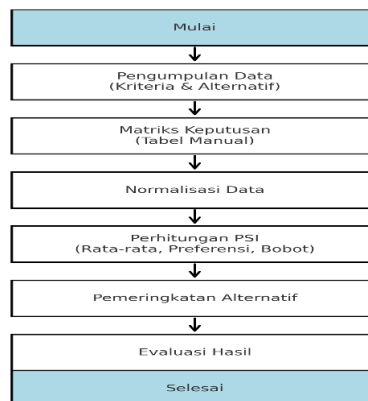 Mulai
Pengumpulan Data
(Kriteria & Alternatif)
Matriks Keputusan
(Tabel Manual)
Normalisasi Data
Perhitungan PSI
(Rata-rata, Preferensi, Bobot)
Pemeringkatan Alternatif
Evaluasi Hasil
Selesai